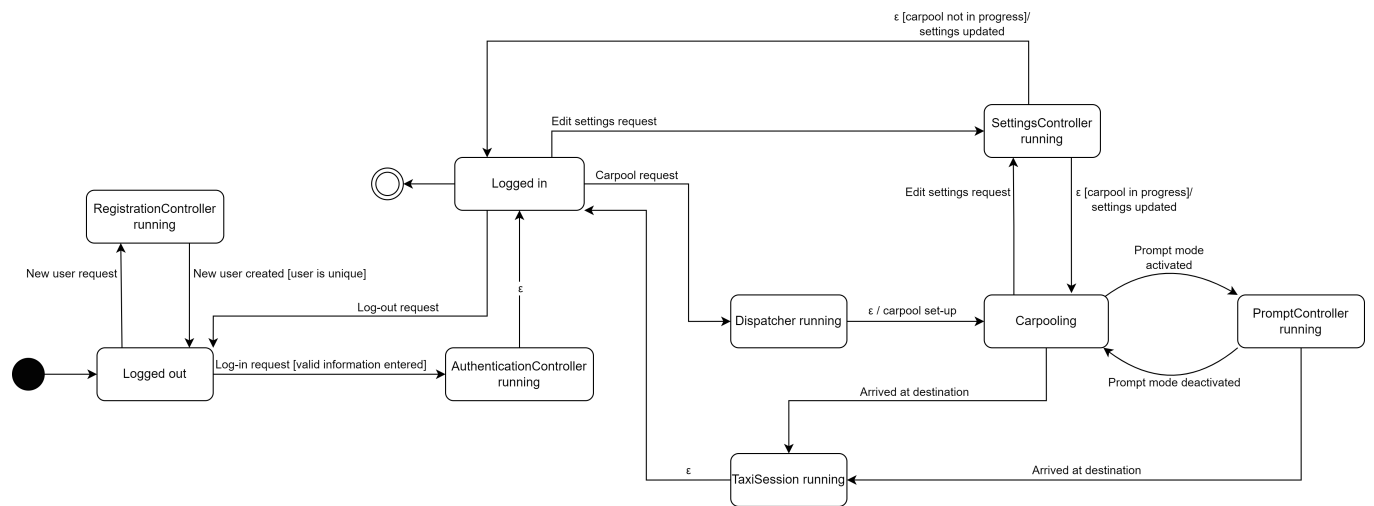 ε [carpool not in progress]/
settings updated
SettingsController
running
Edit settings request
Logged in
Carpool request
Edit settings request
ε [carpool in progress]/
settings updated
RegistrationController
running
New user request
New user created [user is unique]
ε
Log-out request
Prompt mode
activated
Dispatcher running
ε / carpool set-up
Carpooling
PromptController
running
Logged out
Log-in request [valid information entered]
AuthenticationController
running
Prompt mode deactivated
Arrived at destination
TaxiSession running
ε
Arrived at destination